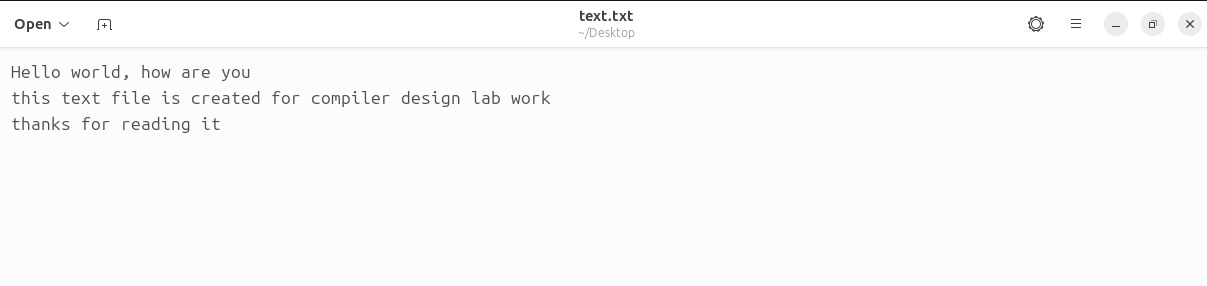 Open
text.txt
~/Desktop
Hello world, how are you
this text file is created for compiler design lab work
thanks for reading it